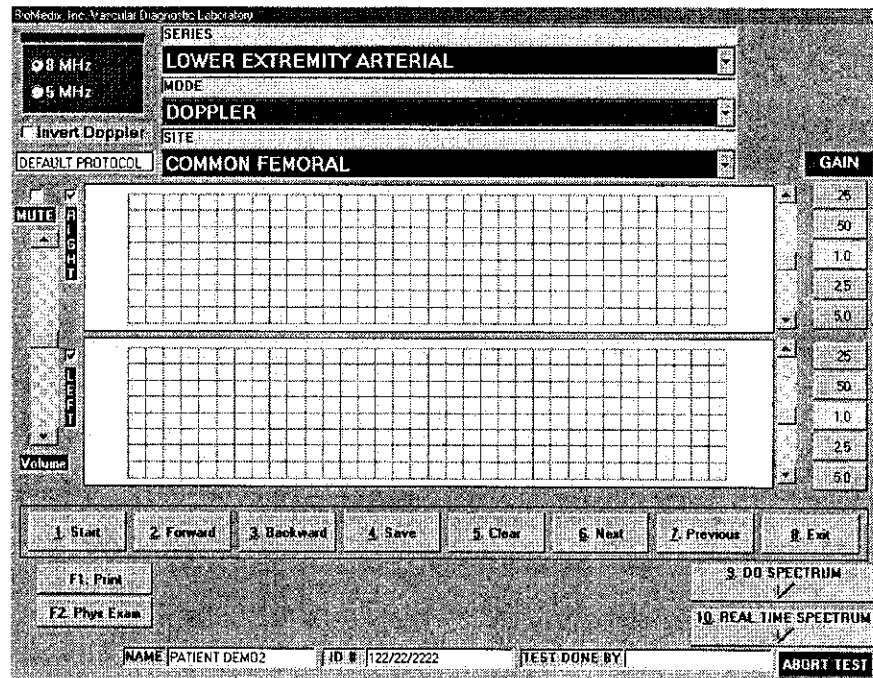 BioMedix, Inc. Vascular Diagnostic Laboratory
8 MHz
5 MHz
Invert Doppler
DEFAULT PROTOCOL
SERIES
LOWER EXTREMITY ARTERIAL
MODE
DOPPLER
SITE
COMMON FEMORAL
GAIN
MUTE
RIGHT
.25
.50
1.0
2.5
5.0
LEFT
.25
.50
1.0
2.5
5.0
Volume
1. Start
2. Forward
3. Backward
4. Save
5. Clear
6. Next
7. Previous
8. Exit
F1. Print
F2. Phys Exam
9. DO SPECTRUM
10. REAL TIME SPECTRUM
NAME PATIENT DEMO2 ID # 122/22/2222 TEST DONE BY
ABORT TEST